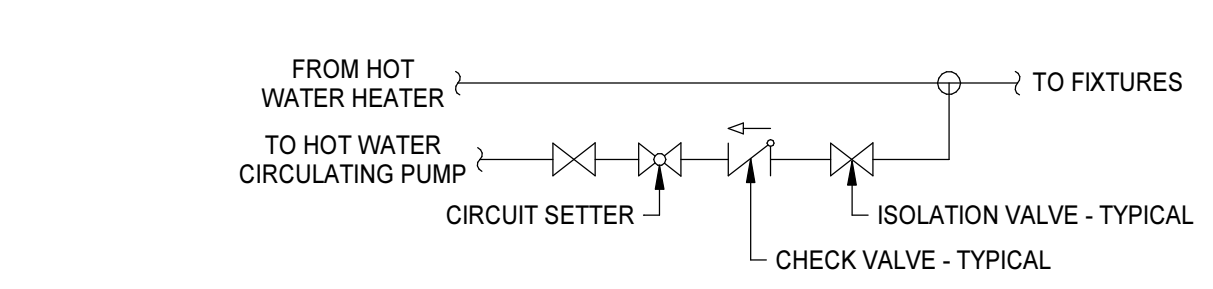 FROM HOT
WATER HEATER
TO FIXTURES
TO HOT WATER
CIRCULATING PUMP
CIRCUIT SETTER
ISOLATION VALVE - TYPICAL
CHECK VALVE - TYPICAL